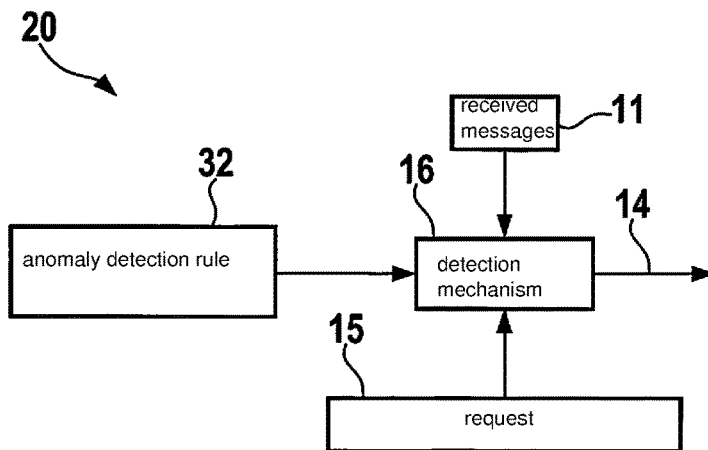 20
received
messages
11
32
16
14
anomaly detection rule
detection
mechanism
15
request